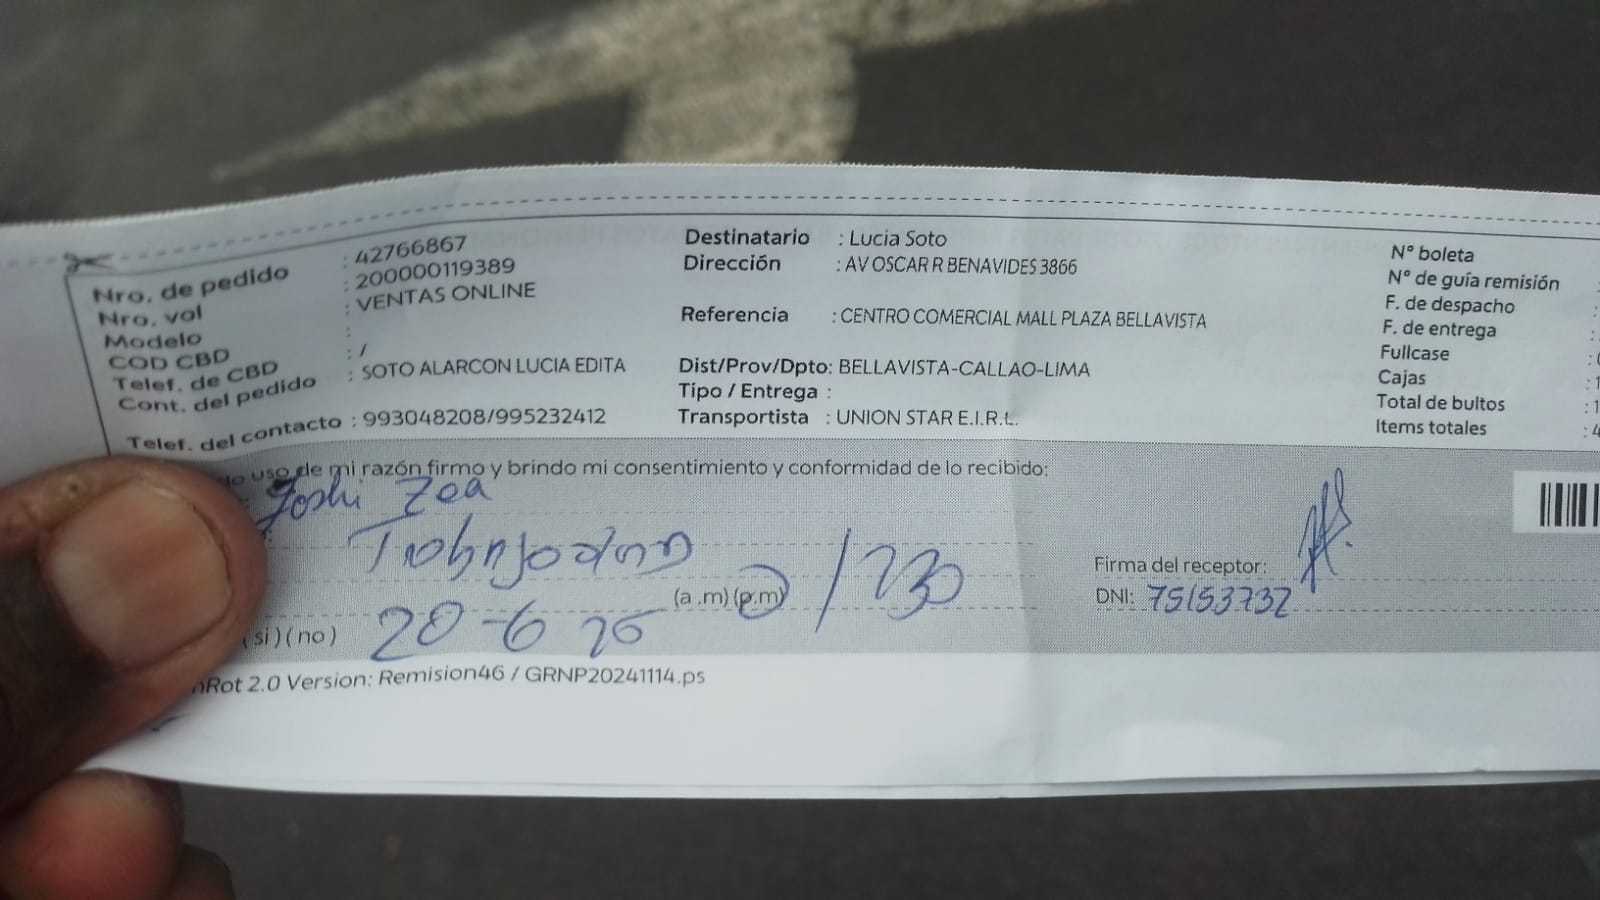 Nro. de pedido : 42766867
Nro. vol : 200000119389
Modelo : VENTAS ONLINE
COD CBD :
Telef. de CBD : /
Cont. del pedido : SOTO ALARCON LUCIA EDITA
Telef. del contacto : 993048208/995232412
Destinatario : Lucia Soto
Dirección : AV OSCAR R BENAVIDES 3866
Referencia : CENTRO COMERCIAL MALL PLAZA BELLAVISTA
Dist/Prov/Dpto: BELLAVISTA-CALLAO-LIMA
Tipo / Entrega :
Transportista : UNION STAR E.I.R.L.
N° boleta
N° de guía remisión :
F. de despacho :
F. de entrega :
Fullcase :
Cajas : 1
Total de bultos : 1
Items totales : 4
uso de mi razón firmo y brindo mi consentimiento y conformidad de lo recibido:
Joshi Zea
(a .m) (p.m) / 1230
(si ) ( no ) 20-6 25
Firma del receptor:
DNI: 75153732
Rot 2.0 Version: Remision46 / GRNP20241114.ps